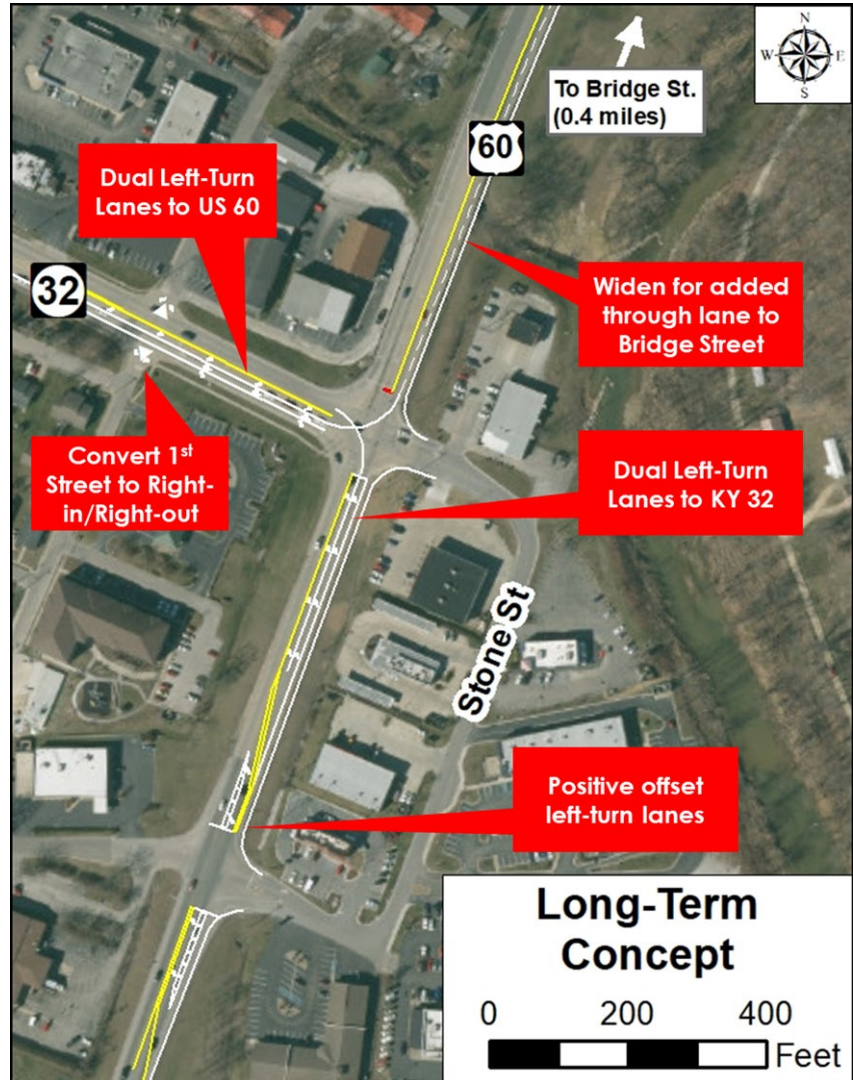 N
W E
S
To Bridge St.
(0.4 miles)
60
Dual Left-Turn
Lanes to US 60
32
Widen for added
through lane to
Bridge Street
Convert 1st
Street to Right-
in/Right-out
Dual Left-Turn
Lanes to KY 32
Stone St
Positive offset
left-turn lanes
Long-Term
Concept
0 200 400
Feet